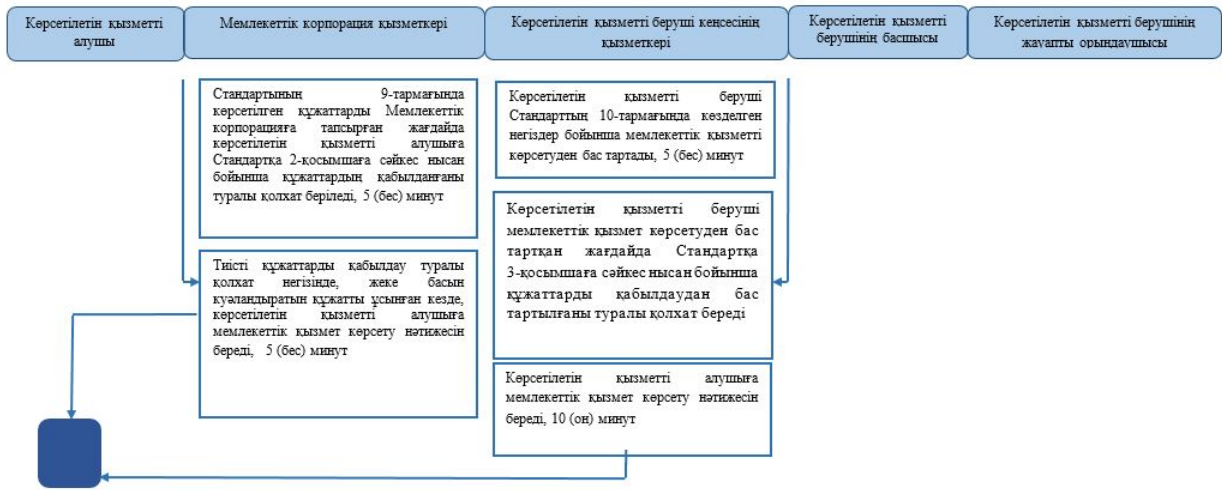 Көрсетілетін қызметті
алушы
Мемлекеттік корпорация қызметкері
Көрсетілетін қызметті беруші кеңсесінің
қызметкері
Көрсетілетін қызметті
берушінің басшысы
Көрсетілетін қызметті берушінің
жауапты орындаушысы
Стандартының 9-тармағында
көрсетілген құжаттарды Мемлекеттік
корпорацияға тапсырған жағдайда
көрсетілетін қызметті алушыға
Стандартқа 2-қосымшаға сәйкес нысан
бойынша құжаттардың қабылданғаны
туралы қолхат беріледі, 5 (бес) минут
Тиісті құжаттарды қабылдау туралы
қолхат негізінде, жеке басын
куәландыратын құжатты ұсынған кезде,
көрсетілетін қызметті алушыға
мемлекеттік қызмет көрсету нәтижесін
береді, 5 (бес) минут
Көрсетілетін қызметті беруші
Стандарттың 10-тармағында көзделген
негіздер бойынша мемлекеттік қызметті
көрсетуден бас тартады, 5 (бес) минут
Көрсетілетін қызметті беруші
мемлекеттік қызмет көрсетуден бас
тартқан жағдайда Стандартқа
3-қосымшаға сәйкес нысан бойынша
құжаттарды қабылдаудан бас
тартылғаны туралы қолхат береді
Көрсетілетін қызметті алушыға
мемлекеттік қызмет көрсету нәтижесін
береді, 10 (он) минут